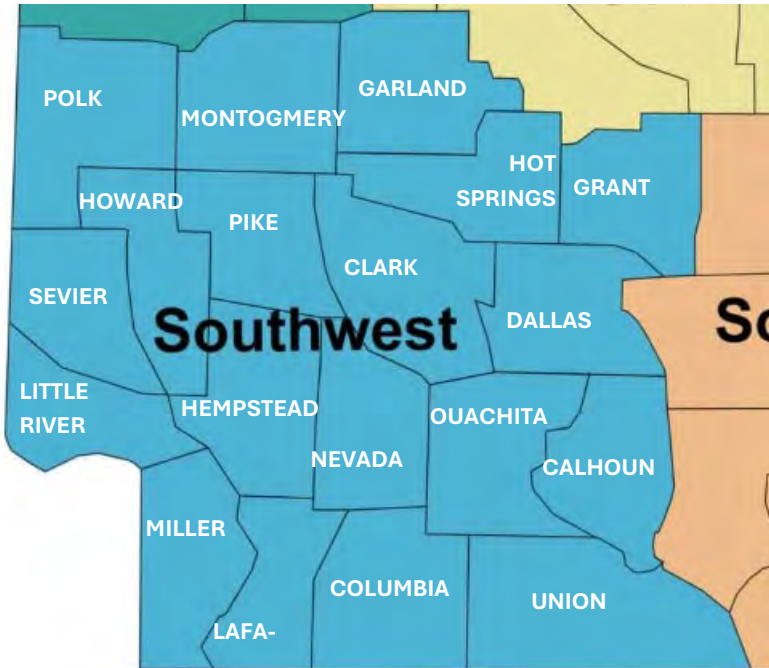 GARLAND
POLK
MONTOGMERY
HOT
SPRINGS
GRANT
HOWARD
PIKE
CLARK
SEVIER
Southwest
DALLAS
So
LITTLE
RIVER
HEMPSTEAD
OUACHITA
NEVADA
CALHOUN
MILLER
COLUMBIA
UNION
LAFA-